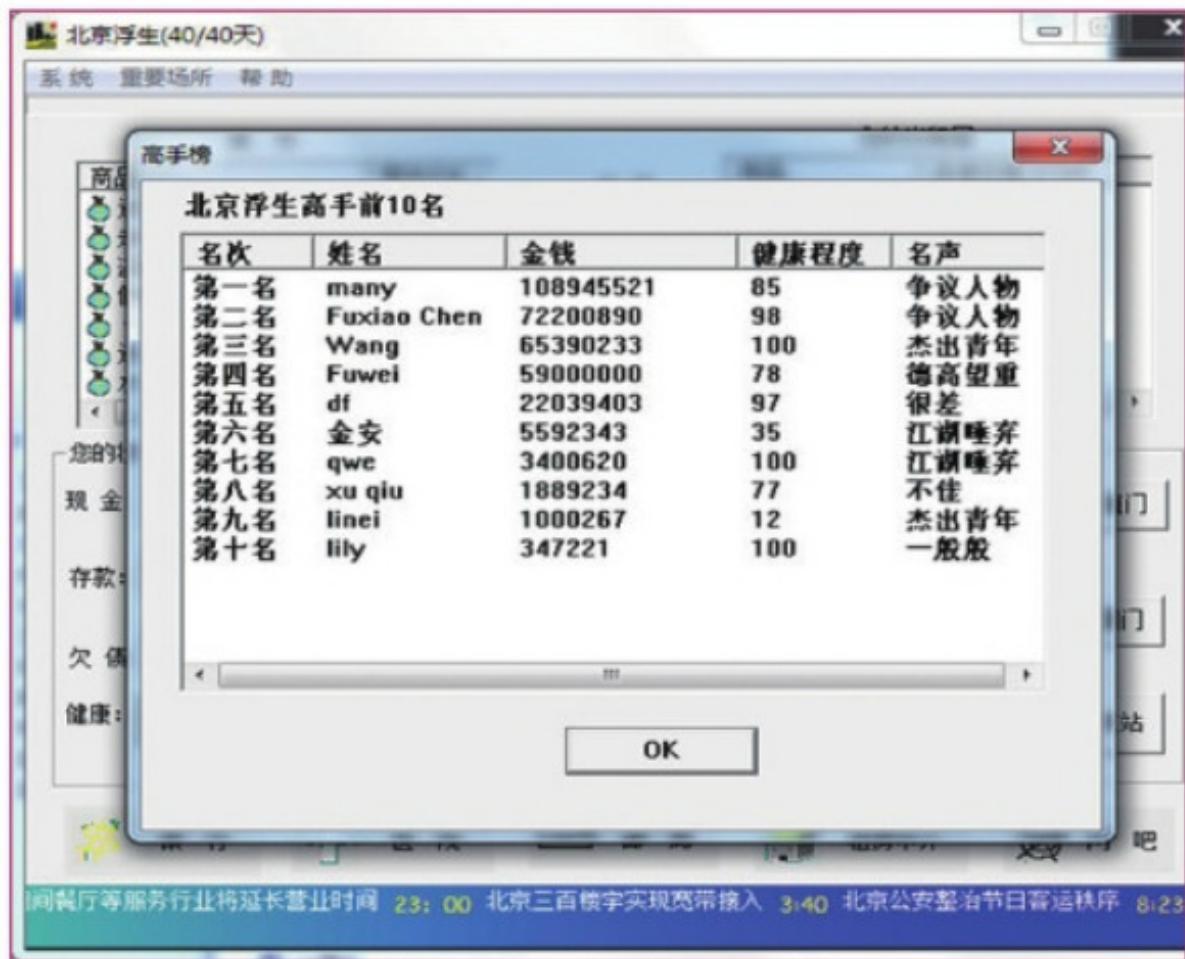 北京浮生(40/40天)
系统 重要场所 帮助
高手榜
北京浮生高手前10名
名次 姓名 金钱 健康程度 名声
第一名 many 108945521 85 争议人物
第二名 Fuxiao Chen 72200890 98 争议人物
第三名 Wang 65390233 100 杰出青年
第四名 Fuwei 59000000 78 德高望重
第五名 df 22039403 97 很差
第六名 金安 5592343 35 江湖唾弃
第七名 qwe 3400620 100 江湖唾弃
第八名 xu qiu 1889234 77 不佳
第九名 linei 1000267 12 杰出青年
第十名 lily 347221 100 一般般
OK
您的
现金
存款:
欠
健康:
门
门
站
吧
间餐厅等服务行业将延长营业时间 23:00 北京三百楼宇实现宽带接入 3:40 北京公安整治节日客运秩序 8:23